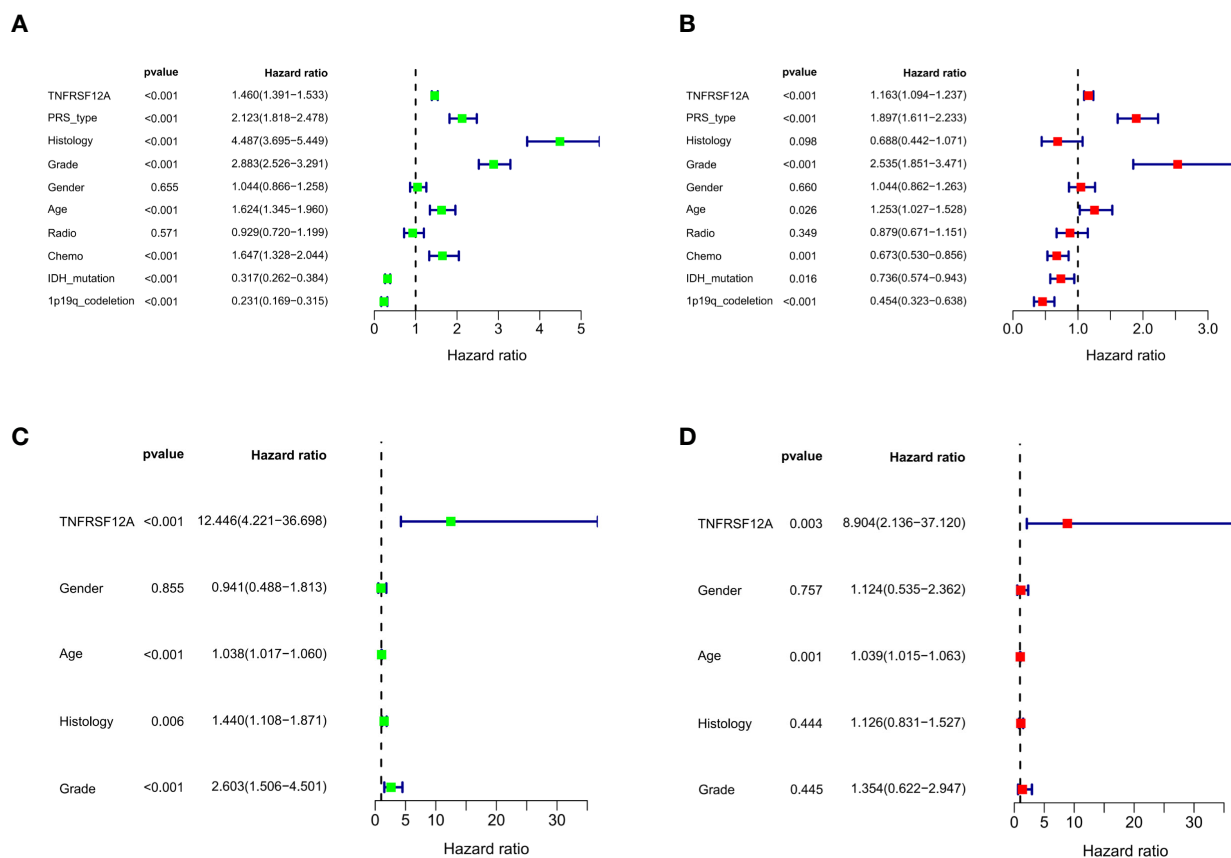 A
pvalue Hazard ratio
TNFRSF12A <0.001 1.460(1.391−1.533)
PRS_type <0.001 2.123(1.818−2.478)
Histology <0.001 4.487(3.695−5.449)
Grade <0.001 2.883(2.526−3.291)
Gender 0.655 1.044(0.866−1.258)
Age <0.001 1.624(1.345−1.960)
Radio 0.571 0.929(0.720−1.199)
Chemo <0.001 1.647(1.328−2.044)
IDH_mutation <0.001 0.317(0.262−0.384)
1p19q_codeletion <0.001 0.231(0.169−0.315)
0 1 2 3 4 5
Hazard ratio
B
pvalue Hazard ratio
TNFRSF12A <0.001 1.163(1.094−1.237)
PRS_type <0.001 1.897(1.611−2.233)
Histology 0.098 0.688(0.442−1.071)
Grade <0.001 2.535(1.851−3.471)
Gender 0.660 1.044(0.862−1.263)
Age 0.026 1.253(1.027−1.528)
Radio 0.349 0.879(0.671−1.151)
Chemo 0.001 0.673(0.530−0.856)
IDH_mutation 0.016 0.736(0.574−0.943)
1p19q_codeletion <0.001 0.454(0.323−0.638)
0.0 1.0 2.0 3.0
Hazard ratio
C
pvalue Hazard ratio
TNFRSF12A <0.001 12.446(4.221−36.698)
Gender 0.855 0.941(0.488−1.813)
Age <0.001 1.038(1.017−1.060)
Histology 0.006 1.440(1.108−1.871)
Grade <0.001 2.603(1.506−4.501)
0 5 10 20 30
Hazard ratio
D
pvalue Hazard ratio
TNFRSF12A 0.003 8.904(2.136−37.120)
Gender 0.757 1.124(0.535−2.362)
Age 0.001 1.039(1.015−1.063)
Histology 0.444 1.126(0.831−1.527)
Grade 0.445 1.354(0.622−2.947)
0 5 10 20 30
Hazard ratio